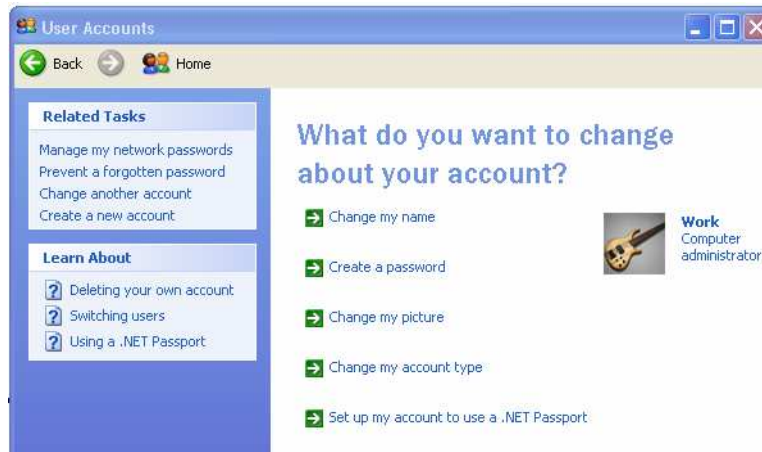 User Accounts
Back
Home
Related Tasks
Manage my network passwords
Prevent a forgotten password
Change another account
Create a new account
Learn About
Deleting your own account
Switching users
Using a .NET Passport
What do you want to change
about your account?
Change my name
Create a password
Change my picture
Change my account type
Set up my account to use a .NET Passport
Work
Computer
administrator